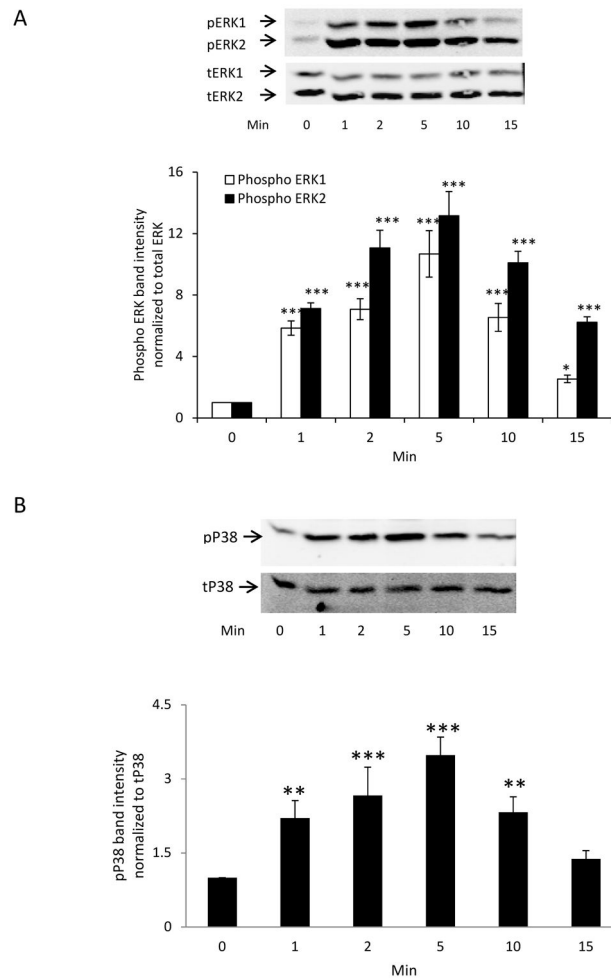 A
pERK1
pERK2
tERK1
tERK2
Min 0 1 2 5 10 15
Phospho ERK band intensity
normalized to total ERK
16
12
8
4
0
Phospho ERK1
Phospho ERK2
***
***
***
***
***
***
***
***
*
***
0 1 2 5 10 15
Min
B
pP38
tP38
Min 0 1 2 5 10 15
pP38 band intensity
normalized to tP38
4.5
3
1.5
0
**
***
***
**
0 1 2 5 10 15
Min